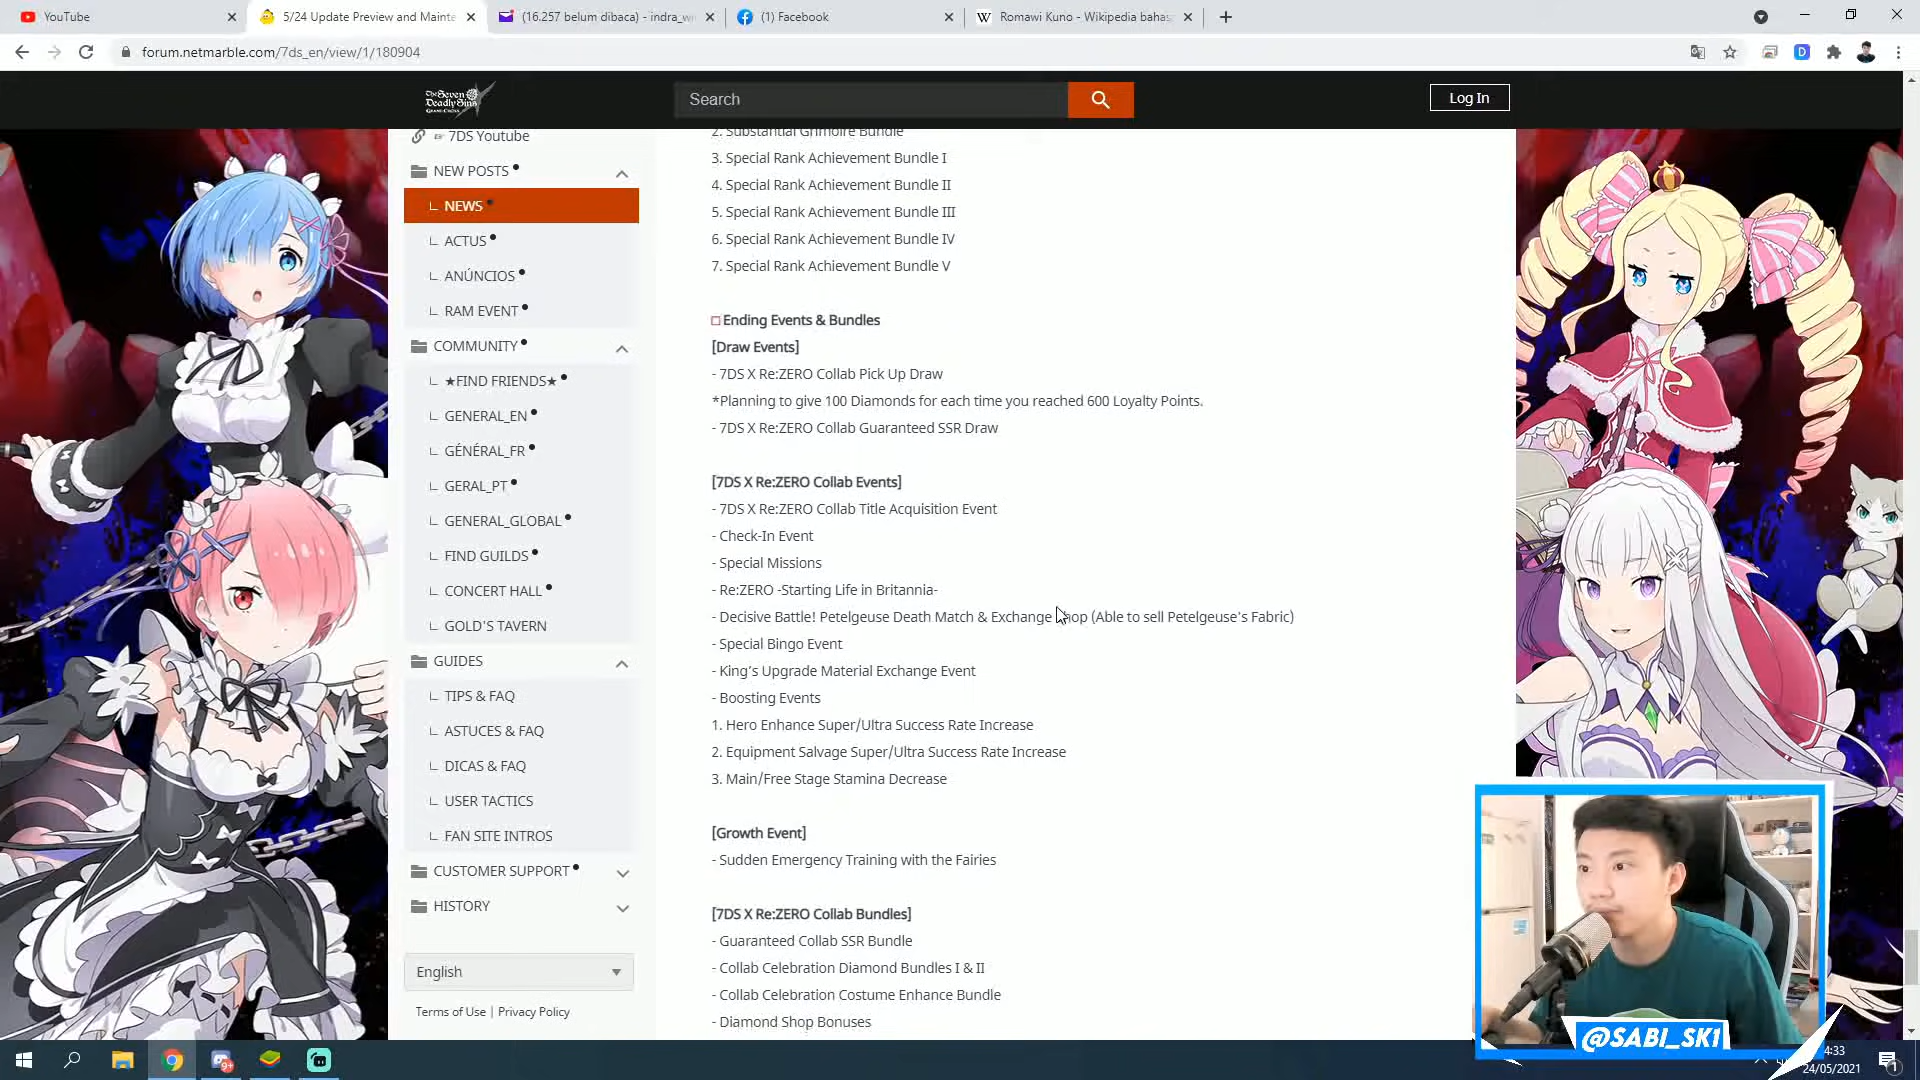 YouTube
5/24 Update Preview and Mainte
(16.257 belum dibaca) - indra_w
(1) Facebook
Romawi Kuno - Wikipedia bahas
forum.netmarble.com/7ds_en/view/1/180904
The Seven
Deadly Sins
GRAND CROSS
Search
Log In
☞ 7DS Youtube
NEW POSTS
NEWS
ACTUS
ANÚNCIOS
RAM EVENT
COMMUNITY
★FIND FRIENDS★
GENERAL_EN
GÉNÉRAL_FR
GERAL_PT
GENERAL_GLOBAL
FIND GUILDS
CONCERT HALL
GOLD'S TAVERN
GUIDES
TIPS & FAQ
ASTUCES & FAQ
DICAS & FAQ
USER TACTICS
FAN SITE INTROS
CUSTOMER SUPPORT
HISTORY
English
Terms of Use | Privacy Policy
2. Substantial Grimoire Bundle
3. Special Rank Achievement Bundle I
4. Special Rank Achievement Bundle II
5. Special Rank Achievement Bundle III
6. Special Rank Achievement Bundle IV
7. Special Rank Achievement Bundle V
□ Ending Events & Bundles
[Draw Events]
- 7DS X Re:ZERO Collab Pick Up Draw
*Planning to give 100 Diamonds for each time you reached 600 Loyalty Points.
- 7DS X Re:ZERO Collab Guaranteed SSR Draw
[7DS X Re:ZERO Collab Events]
- 7DS X Re:ZERO Collab Title Acquisition Event
- Check-In Event
- Special Missions
- Re:ZERO -Starting Life in Britannia-
- Decisive Battle! Petelgeuse Death Match & Exchange Shop (Able to sell Petelgeuse's Fabric)
- Special Bingo Event
- King's Upgrade Material Exchange Event
- Boosting Events
1. Hero Enhance Super/Ultra Success Rate Increase
2. Equipment Salvage Super/Ultra Success Rate Increase
3. Main/Free Stage Stamina Decrease
[Growth Event]
- Sudden Emergency Training with the Fairies
[7DS X Re:ZERO Collab Bundles]
- Guaranteed Collab SSR Bundle
- Collab Celebration Diamond Bundles I & II
- Collab Celebration Costume Enhance Bundle
- Diamond Shop Bonuses
@SABI_SK1
4:33
24/05/2021